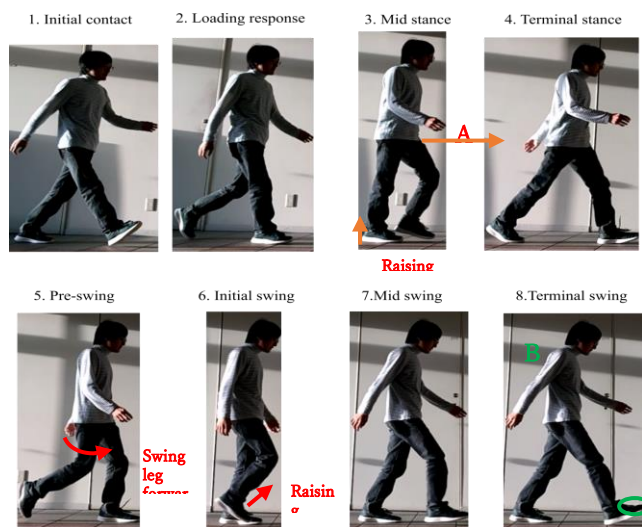 1. Initial contact
2. Loading response
3. Mid stance
4. Terminal stance
A
Raising
5. Pre-swing
6. Initial swing
7.Mid swing
8.Terminal swing
B
Swing
leg
Raisin